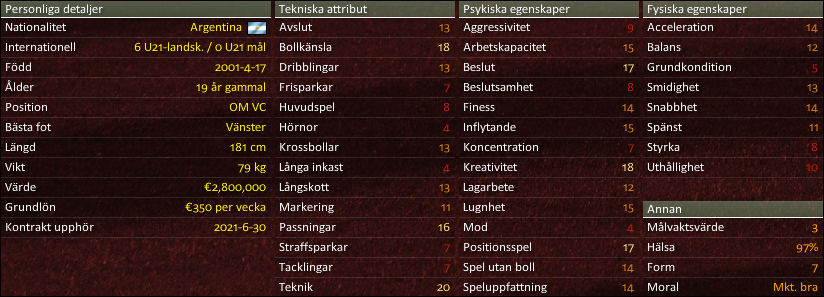 Personliga detaljer
Nationalitet Argentina
Internationell 6 U21-landsk. / 0 U21 mål
Född 2001-4-17
Ålder 19 år gammal
Position OM VC
Bästa fot Vänster
Längd 181 cm
Vikt 79 kg
Värde €2,800,000
Grundlön €350 per vecka
Kontrakt upphör 2021-6-30
Tekniska attribut
Avslut 13
Bollkänsla 18
Dribblingar 13
Frisparkar 7
Huvudspel 8
Hörnor 4
Krossbollar 13
Långa inkast 4
Långskott 13
Markering 11
Passningar 16
Straffsparkar 7
Tacklingar 7
Teknik 20
Psykiska egenskaper
Aggressivitet 9
Arbetskapacitet 15
Beslut 17
Beslutsamhet 8
Finess 14
Inflytande 15
Koncentration 7
Kreativitet 18
Lagarbete 12
Lugnhet 15
Mod 4
Positionsspel 17
Spel utan boll 14
Speluppfattning 14
Fysiska egenskaper
Acceleration 14
Balans 12
Grundkondition 5
Smidighet 13
Snabbhet 14
Spänst 11
Styrka 8
Uthållighet 10
Annan
Målvaktsvärde 3
Hälsa 97%
Form 7
Moral Mkt. bra